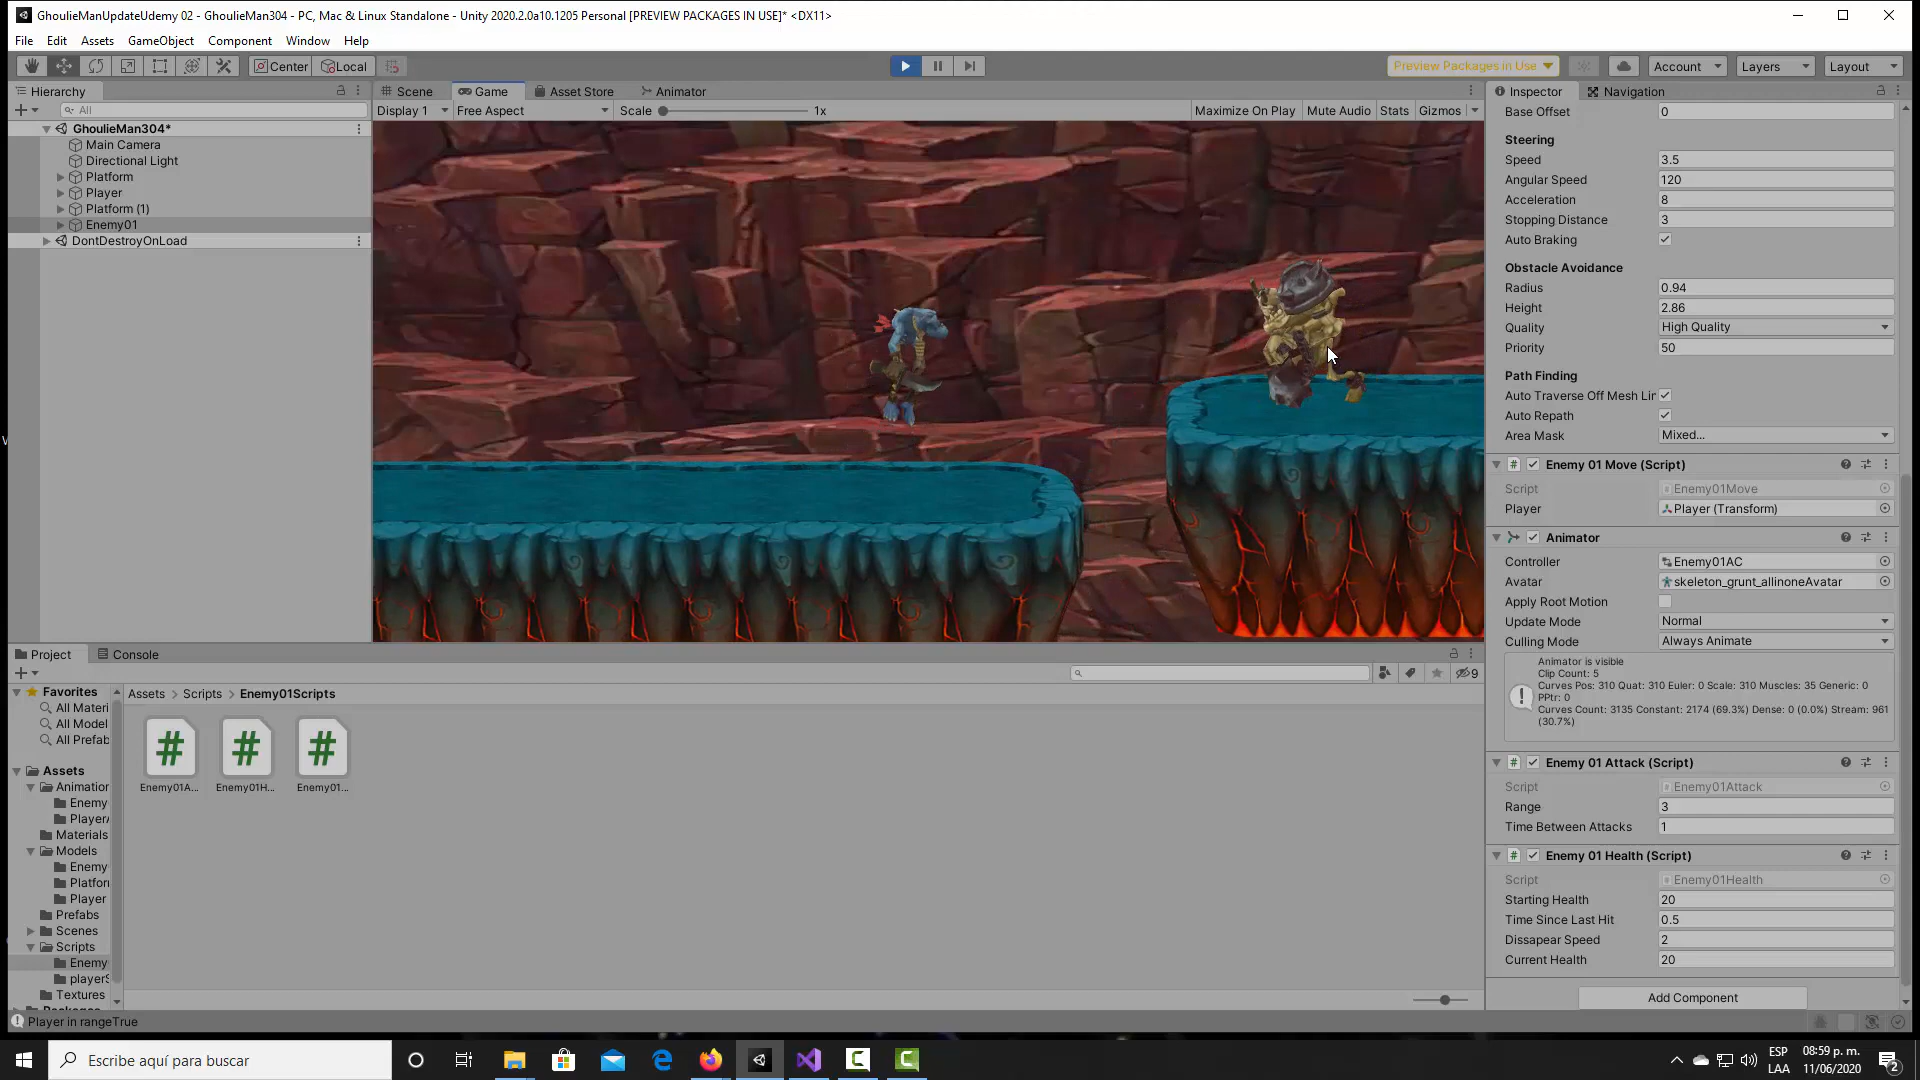 GhoulieManUpdateUdemy 02 - GhoulieMan304 - PC, Mac & Linux Standalone - Unity 2020.2.0a10.1205 Personal [PREVIEW PACKAGES IN USE]* <DX11>
File Edit Assets GameObject Component Window Help
Center Local Preview Packages in Use Account Layers Layout
Hierarchy
All
GhoulieMan304*
Main Camera
Directional Light
Platform
Player
Platform (1)
Enemy01
DontDestroyOnLoad
Scene Game Asset Store Animator
Display 1 Free Aspect Scale 1x Maximize On Play Mute Audio Stats Gizmos
Inspector Navigation
Base Offset 0
Steering
Speed 3.5
Angular Speed 120
Acceleration 8
Stopping Distance 3
Auto Braking
Obstacle Avoidance
Radius 0.94
Height 2.86
Quality High Quality
Priority 50
Path Finding
Auto Traverse Off Mesh Lin
Auto Repath
Area Mask Mixed...
# Enemy 01 Move (Script)
Script Enemy01Move
Player Player (Transform)
Animator
Controller Enemy01AC
Avatar skeleton_grunt_allinoneAvatar
Apply Root Motion
Update Mode Normal
Culling Mode Always Animate
Animator is visible
Clip Count: 5
Curves Pos: 310 Quat: 310 Euler: 0 Scale: 310 Muscles: 35 Generic: 0
PPtr: 0
Curves Count: 3135 Constant: 2174 (69.3%) Dense: 0 (0.0%) Stream: 961
(30.7%)
# Enemy 01 Attack (Script)
Script Enemy01Attack
Range 3
Time Between Attacks 1
# Enemy 01 Health (Script)
Script Enemy01Health
Starting Health 20
Time Since Last Hit 0.5
Dissapear Speed 2
Current Health 20
Add Component
Project Console
9
Favorites
All Materi
All Model
All Prefab
Assets
Animation
Enemy
PlayerA
Materials
Models
Enemy
Platfor
Player
Prefabs
Scenes
Scripts
Enemy
playerS
Textures
Assets > Scripts > Enemy01Scripts
# # #
Enemy01A... Enemy01H... Enemy01...
Player in rangeTrue
Escribe aquí para buscar
ESP
LAA
08:59 p. m.
11/06/2020
2